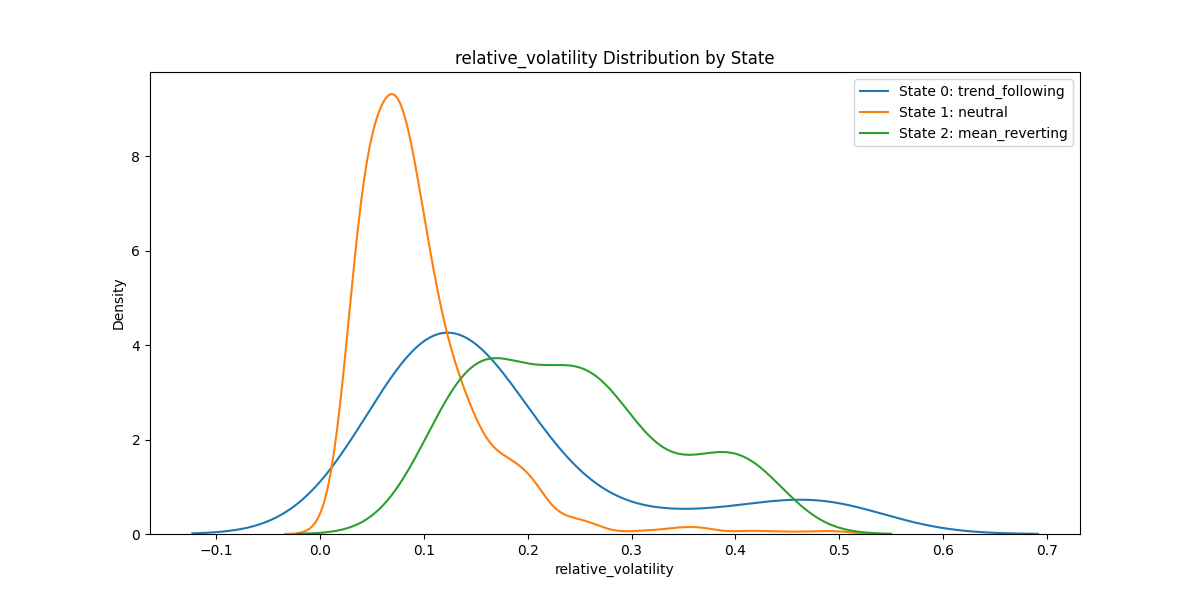 relative_volatility Distribution by State
State 0: trend_following
State 1: neutral
State 2: mean_reverting
Density
8
6
4
2
0
−0.1 0.0 0.1 0.2 0.3 0.4 0.5 0.6 0.7
relative_volatility